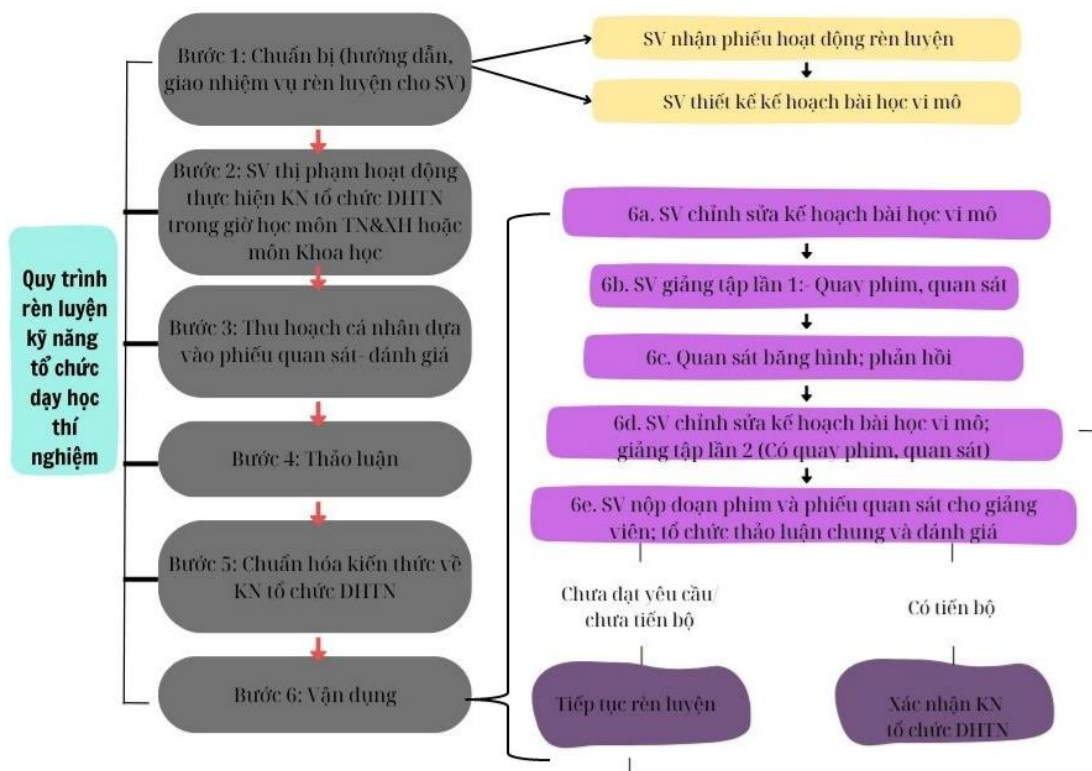 Quy trình
rèn luyện
kỹ năng
tổ chức
dạy học
thí
nghiệm
Bước 1: Chuẩn bị (hướng dẫn,
giao nhiệm vụ rèn luyện cho SV)
Bước 2: SV thị phạm hoạt động
thực hiện KN tổ chức DHTN
trong giờ học môn TN&XH hoặc
môn Khoa học
Bước 3: Thu hoạch cá nhân dựa
vào phiếu quan sát- đánh giá
Bước 4: Thảo luận
Bước 5: Chuẩn hóa kiến thức về
KN tổ chức DHTN
Bước 6: Vận dụng
SV nhận phiếu hoạt động rèn luyện
SV thiết kế kế hoạch bài học vi mô
6a. SV chỉnh sửa kế hoạch bài học vi mô
6b. SV giảng tập lần 1:- Quay phim, quan sát
6c. Quan sát băng hình; phản hồi
6d. SV chỉnh sửa kế hoạch bài học vi mô;
giảng tập lần 2 (Có quay phim, quan sát)
6e. SV nộp đoạn phim và phiếu quan sát cho giảng
viên; tổ chức thảo luận chung và đánh giá
Chưa đạt yêu cầu/
chưa tiến bộ
Có tiến bộ
Tiếp tục rèn luyện
Xác nhận KN
tổ chức DHTN